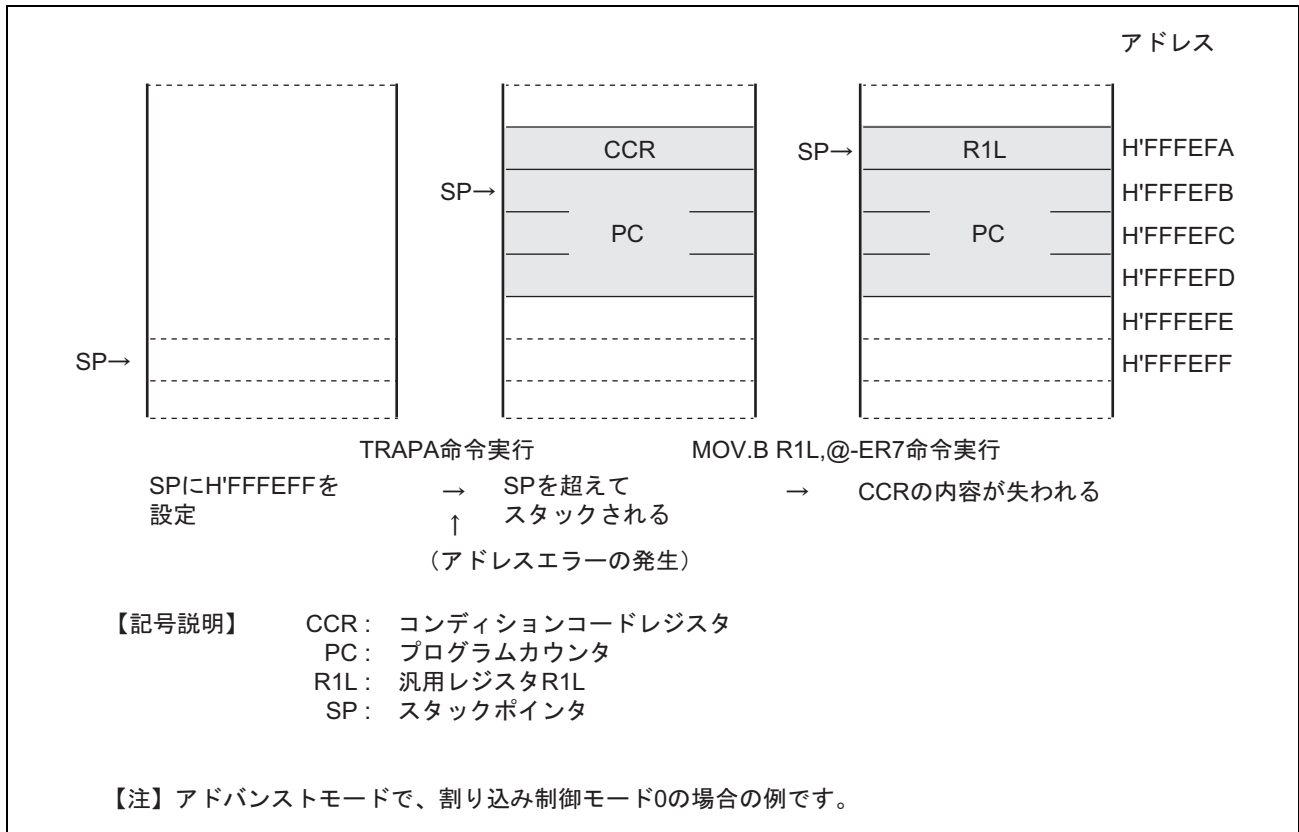 アドレス
CCR
SP→
R1L
H'FFFEFA
SP→
H'FFFEFB
PC
PC
H'FFFEFC
H'FFFEFD
H'FFFEFE
SP→
H'FFFEFF
TRAPA命令実行
MOV.B R1L,@-ER7命令実行
SPにH'FFFEFFを
設定
→
SPを超えて
スタックされる
→
CCRの内容が失われる
↑
（アドレスエラーの発生）
【記号説明】 CCR : コンディションコードレジスタ
PC : プログラムカウンタ
R1L : 汎用レジスタR1L
SP : スタックポインタ
【注】アドバンストモードで、割り込み制御モード0の場合の例です。